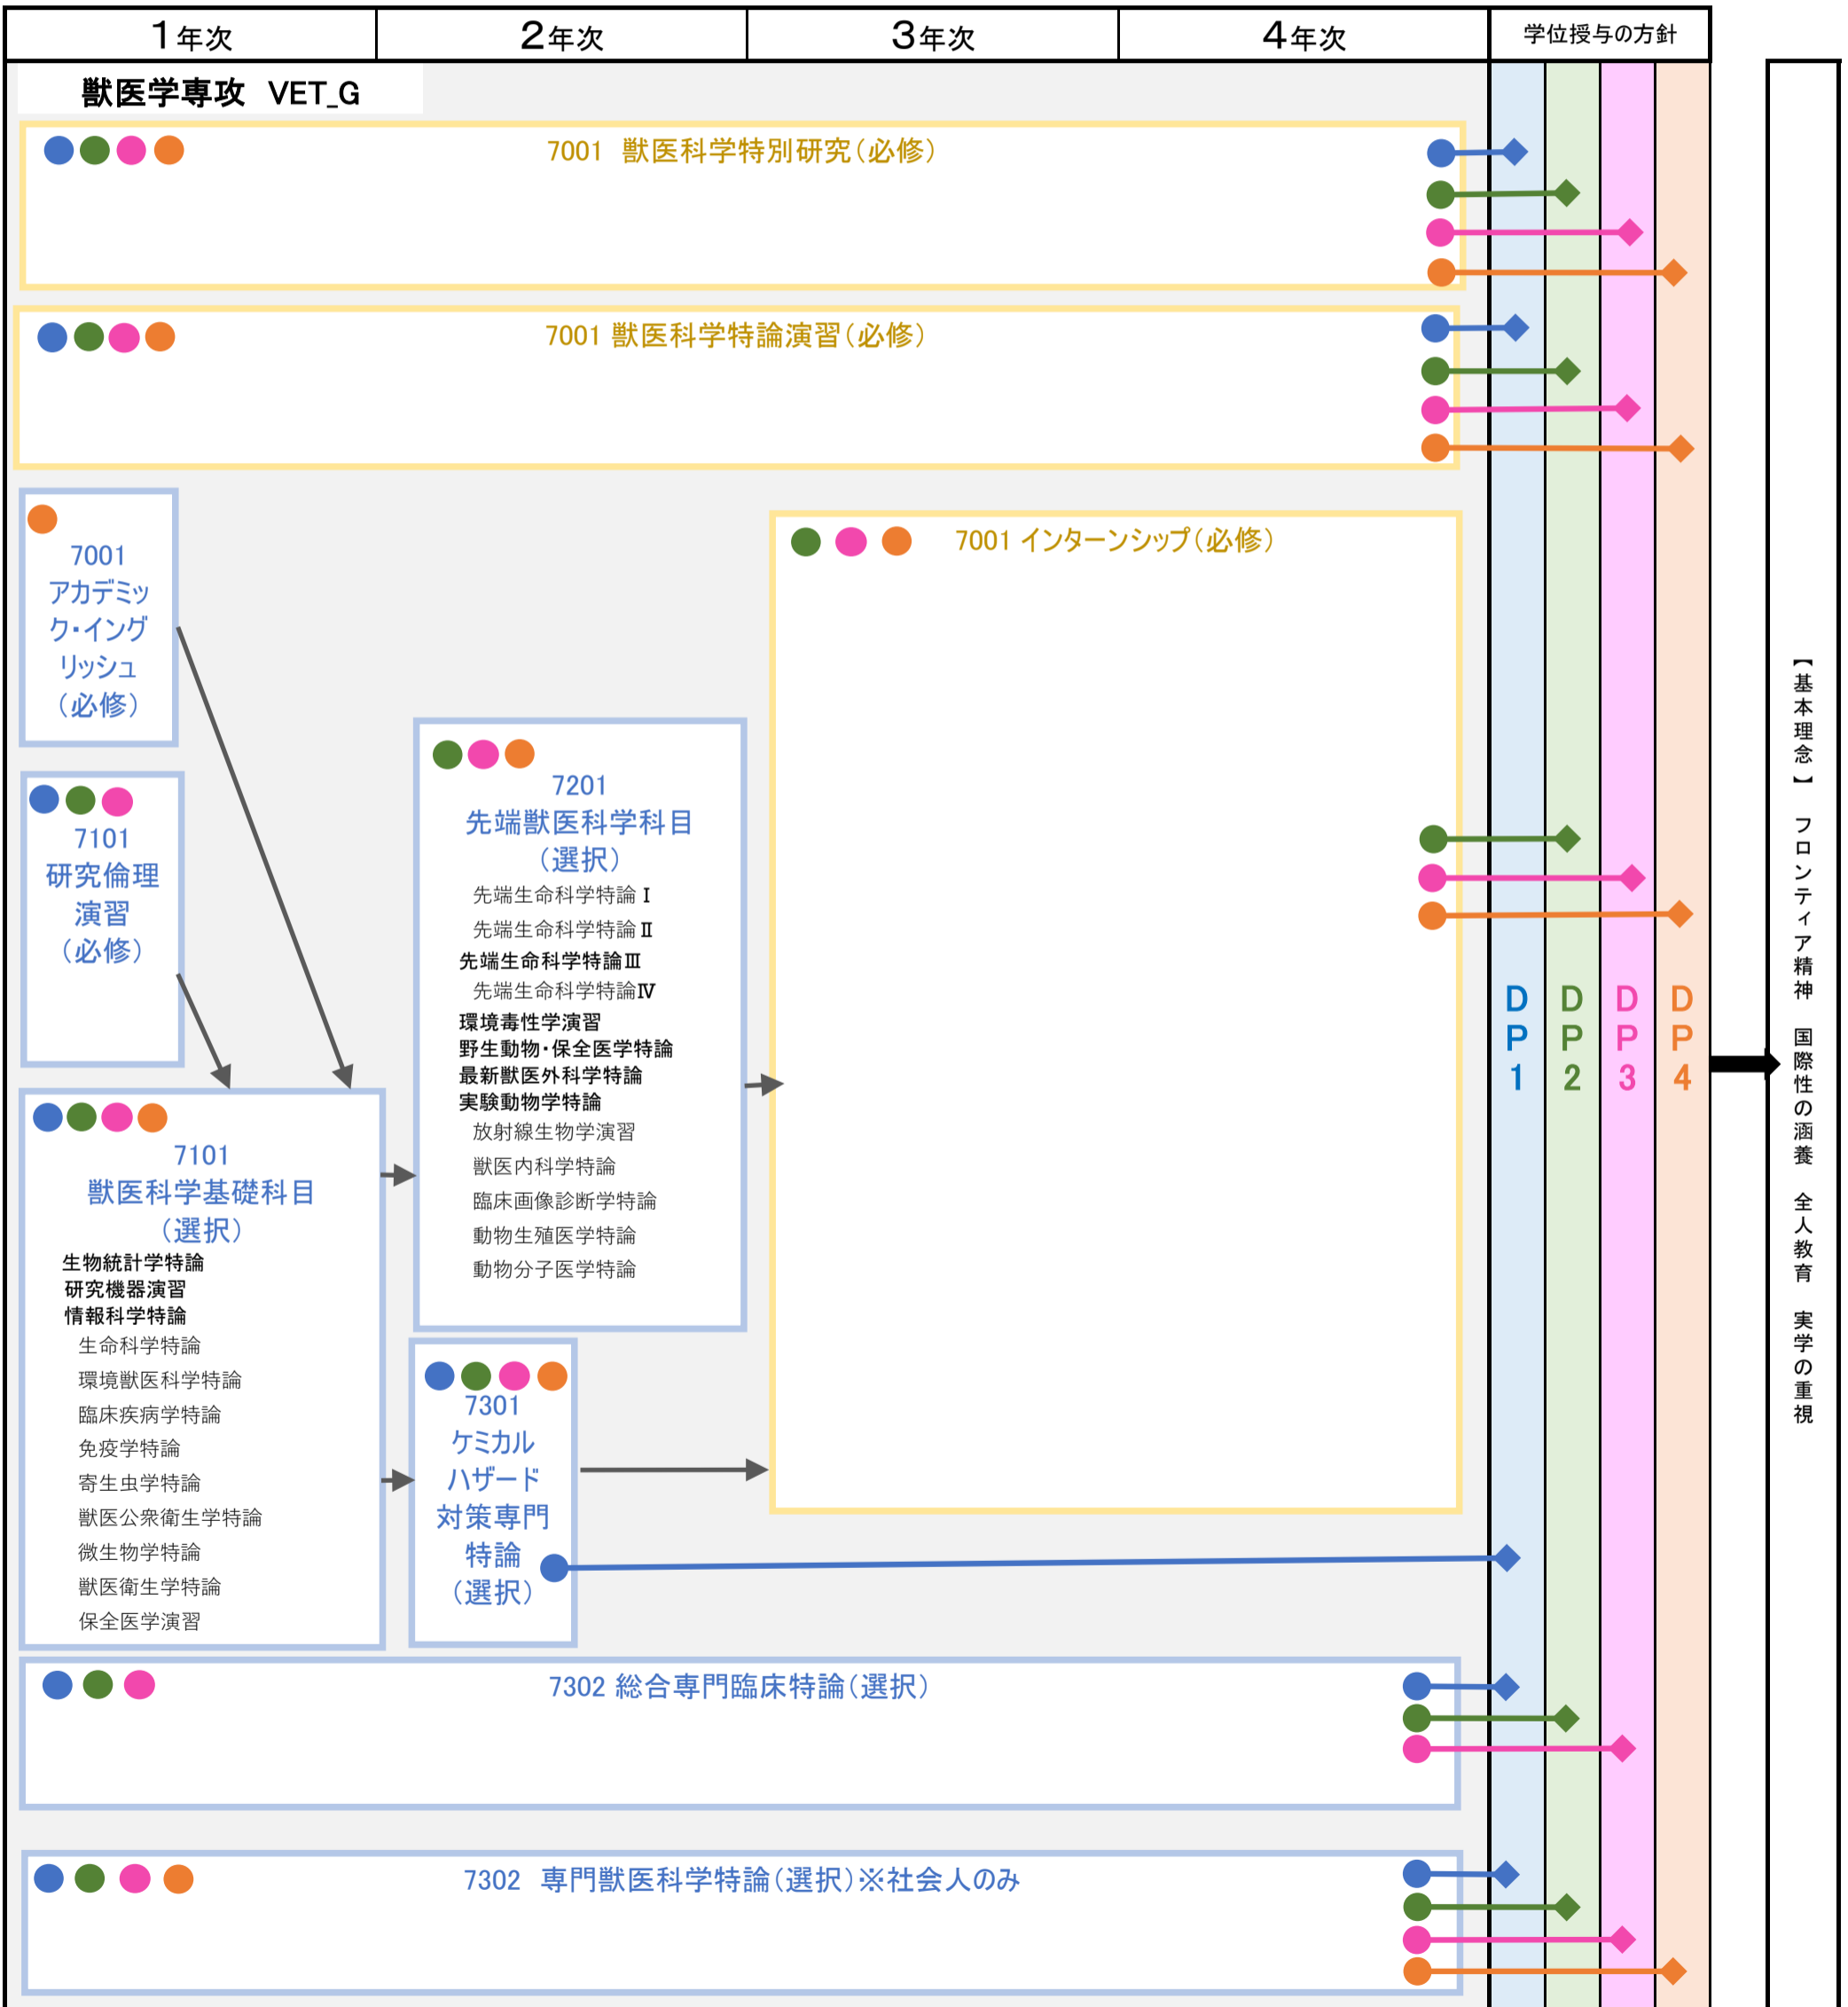 1年次
2年次
3年次
4年次
学位授与の方針
獣医学専攻 VET_G
7001 獣医科学特別研究(必修)
7001 獣医科学特論演習(必修)
7001
アカデミッ
ク・イング
リッシュ
(必修)
7101
研究倫理
演習
(必修)
7101
獣医科学基礎科目
(選択)
生物統計学特論
研究機器演習
情報科学特論
生命科学特論
環境獣医科学特論
臨床疾病学特論
免疫学特論
寄生虫学特論
獣医公衆衛生学特論
微生物学特論
獣医衛生学特論
保全医学演習
7201
先端獣医科学科目
(選択)
先端生命科学特論Ⅰ
先端生命科学特論Ⅱ
先端生命科学特論Ⅲ
先端生命科学特論Ⅳ
環境毒性学演習
野生動物・保全医学特論
最新獣医外科学特論
実験動物学特論
放射線生物学演習
獣医内科学特論
臨床画像診断学特論
動物生殖医学特論
動物分子医学特論
7301
ケミカル
ハザード
対策専門
特論
(選択)
7001 インターンシップ(必修)
7302 総合専門臨床特論(選択)
7302 専門獣医科学特論(選択)※社会人のみ
DP1
DP2
DP3
DP4
【基本理念】 フロンティア精神 国際性の涵養 全人教育 実学の重視